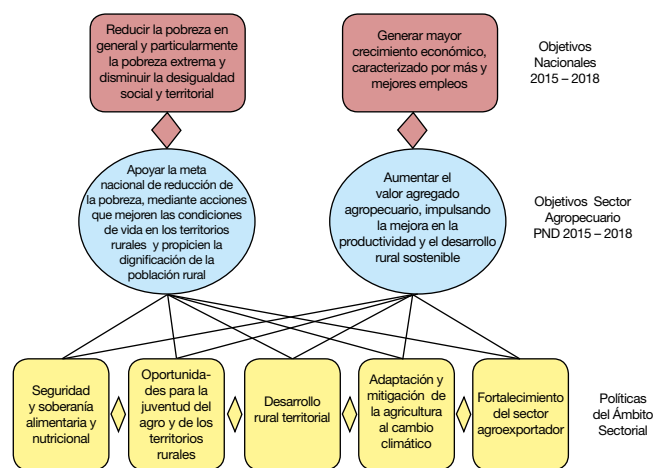 Reducir la pobreza en
general y particularmente
la pobreza extrema y
disminuir la desigualdad
social y territorial
Generar mayor
crecimiento económico,
caracterizado por más y
mejores empleos
Objetivos
Nacionales
2015 – 2018
Apoyar la meta
nacional de reducción de
la pobreza, mediante acciones
que mejoren las condiciones
de vida en los territorios
rurales y propicien la
dignificación de la
población rural
Aumentar el
valor agregado
agropecuario, impulsando
la mejora en la
productividad y el desarrollo
rural sostenible
Objetivos Sector
Agropecuario
PND 2015 – 2018
Seguridad
y soberanía
alimentaria y
nutricional
Oportunida-
des para la
juventud del
agro y de los
territorios
rurales
Desarrollo
rural territorial
Adaptación y
mitigación de
la agricultura
al cambio
climático
Fortalecimiento
del sector
agroexportador
Políticas
del Ámbito
Sectorial